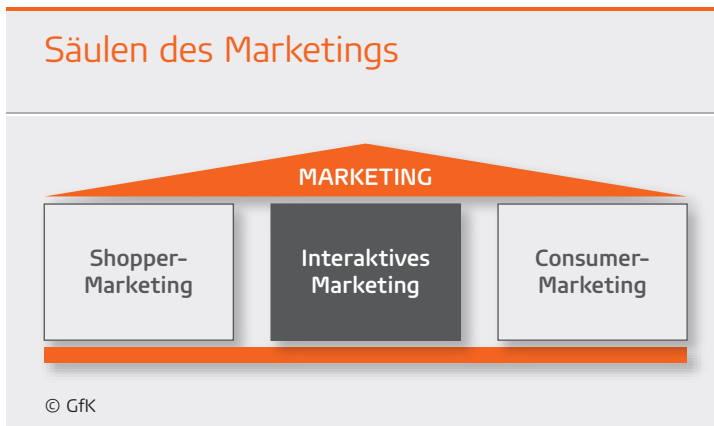 Säulen des Marketings
MARKETING
Shopper-
Marketing
Interaktives
Marketing
Consumer-
Marketing
© GfK